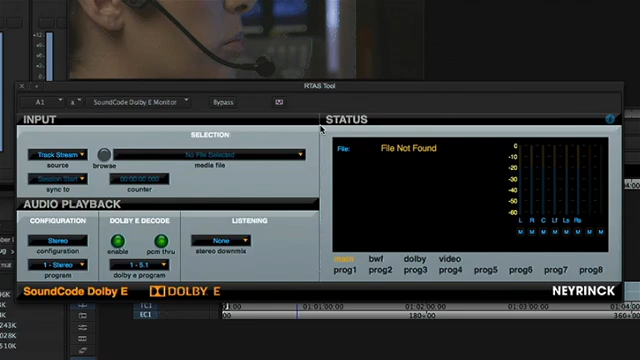 RTAS Tool
A1 a SoundCode Dolby E Monitor Bypass
INPUT
STATUS
SELECTION
Track Stream
source
browse
No File Selected
media file
Session Start
sync to
00:00:00:000
counter
File: File Not Found
0
-10
-20
-30
-40
-50
-60
L R C Lf Ls Rs
M M M M M M
AUDIO PLAYBACK
CONFIGURATION
DOLBY E DECODE
LISTENING
Stereo
configuration
enable
pcm thru
None
stereo downmix
1 - Stereo
program
1 - 5.1
dolby e program
main bwf dolby video
prog1 prog2 prog3 prog4 prog5 prog6 prog7 prog8
SoundCode Dolby E
DOLBY E
NEYRINCK
TC1
EC1
01:00:00:00
01:01:00:00
01:02:00:00
01:03:00:00
180+00